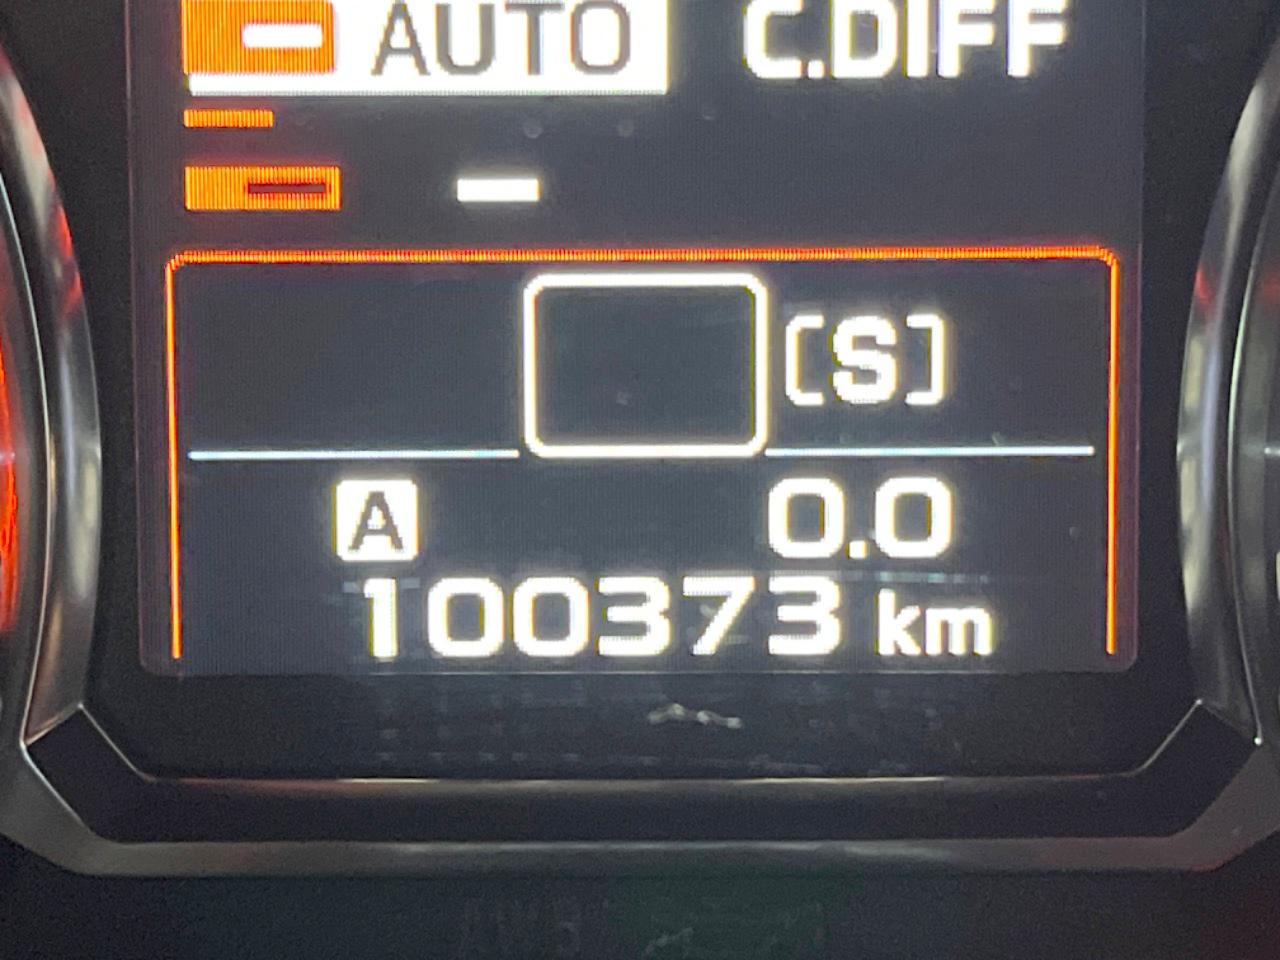 AUTO C.DIFF
[S]
A 0.0
100373 km